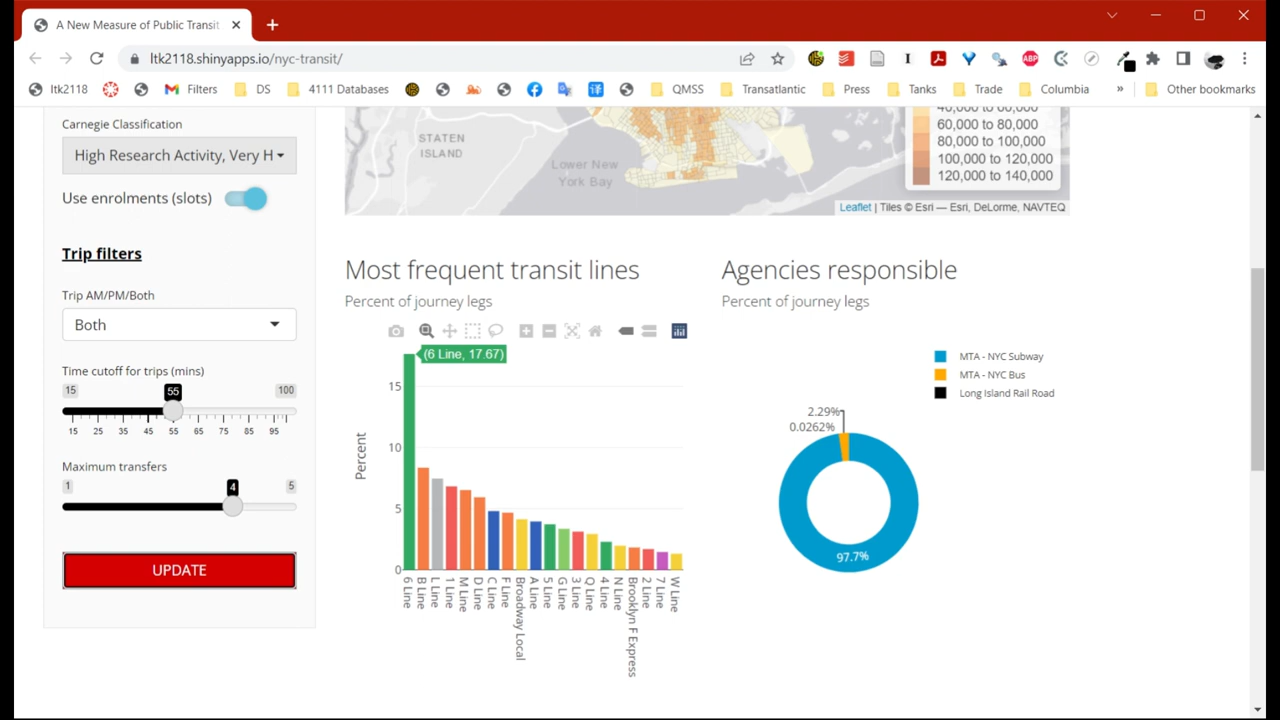 A New Measure of Public Transit
ltk2118.shinyapps.io/nyc-transit/
ABP
ltk2118
Filters
DS
4111 Databases
QMSS
Transatlantic
Press
Tanks
Trade
Columbia
»
Other bookmarks
Carnegie Classification
High Research Activity, Very H
Use enrolments (slots)
Trip filters
Trip AM/PM/Both
Both
Time cutoff for trips (mins)
15 55 100
15 25 35 45 55 65 75 85 95
Maximum transfers
1 4 5
UPDATE
STATEN
ISLAND
Lower New
York Bay
40,000 to 60,000
60,000 to 80,000
80,000 to 100,000
100,000 to 120,000
120,000 to 140,000
Leaflet | Tiles © Esri — Esri, DeLorme, NAVTEQ
Most frequent transit lines
Percent of journey legs
(6 Line, 17.67)
15
10
5
0
Percent
6 Line
B Line
L Line
1 Line
M Line
D Line
C Line
F Line
Broadway Local
A Line
5 Line
G Line
3 Line
Q Line
4 Line
N Line
Brooklyn F Express
2 Line
7 Line
W Line
Agencies responsible
Percent of journey legs
MTA - NYC Subway
MTA - NYC Bus
Long Island Rail Road
2.29%
0.0262%
97.7%